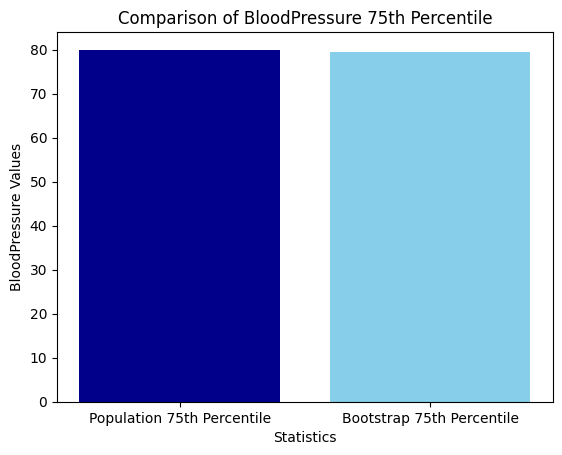 Comparison of BloodPressure 75th Percentile
BloodPressure Values
80
70
60
50
40
30
20
10
0
Population 75th Percentile
Bootstrap 75th Percentile
Statistics